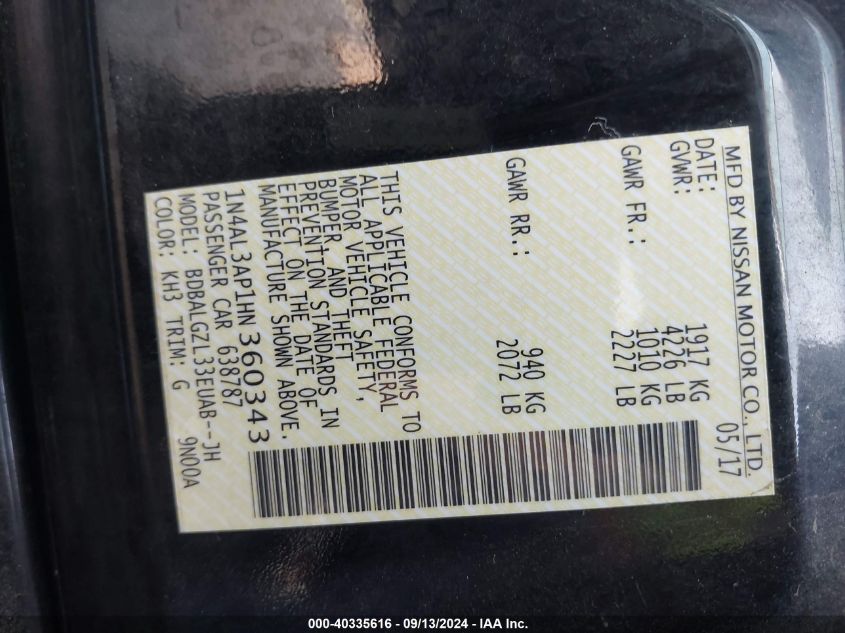 MFD BY NISSAN MOTOR CO., LTD.
DATE: 05/17
GVWR: 1917 KG
4226 LB
GAWR FR.: 1010 KG
2227 LB
GAWR RR.: 940 KG
2072 LB
THIS VEHICLE CONFORMS TO
ALL APPLICABLE FEDERAL
MOTOR VEHICLE SAFETY,
BUMPER, AND THEFT
PREVENTION STANDARDS IN
EFFECT ON THE DATE OF
MANUFACTURE SHOWN ABOVE.
1N4AL3AP1HN360343
PASSENGER CAR 638787
MODEL: BDBALGZL33EUAB--JH
COLOR: KH3 TRIM: G 9N00A
000-40335616 - 09/13/2024 - IAA Inc.